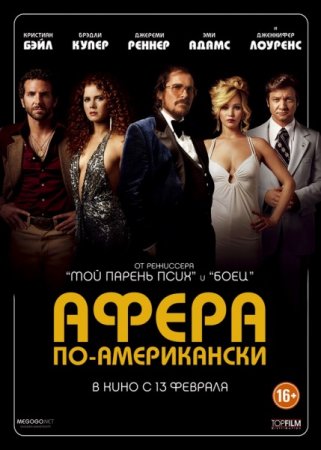 КРИСТИАН БЭЙЛ
БРЭДЛИ КУПЕР
ДЖЕРЕМИ РЕННЕР
ЭМИ АДАМС
И ДЖЕННИФЕР ЛОУРЕНС
ОТ РЕЖИССЕРА
"МОЙ ПАРЕНЬ ПСИХ" И "БОЕЦ"
АФЕРА
ПО-АМЕРИКАНСКИ
В КИНО С 13 ФЕВРАЛЯ
16+
MEGOGO.NET
TOPFILM
DISTRIBUTION